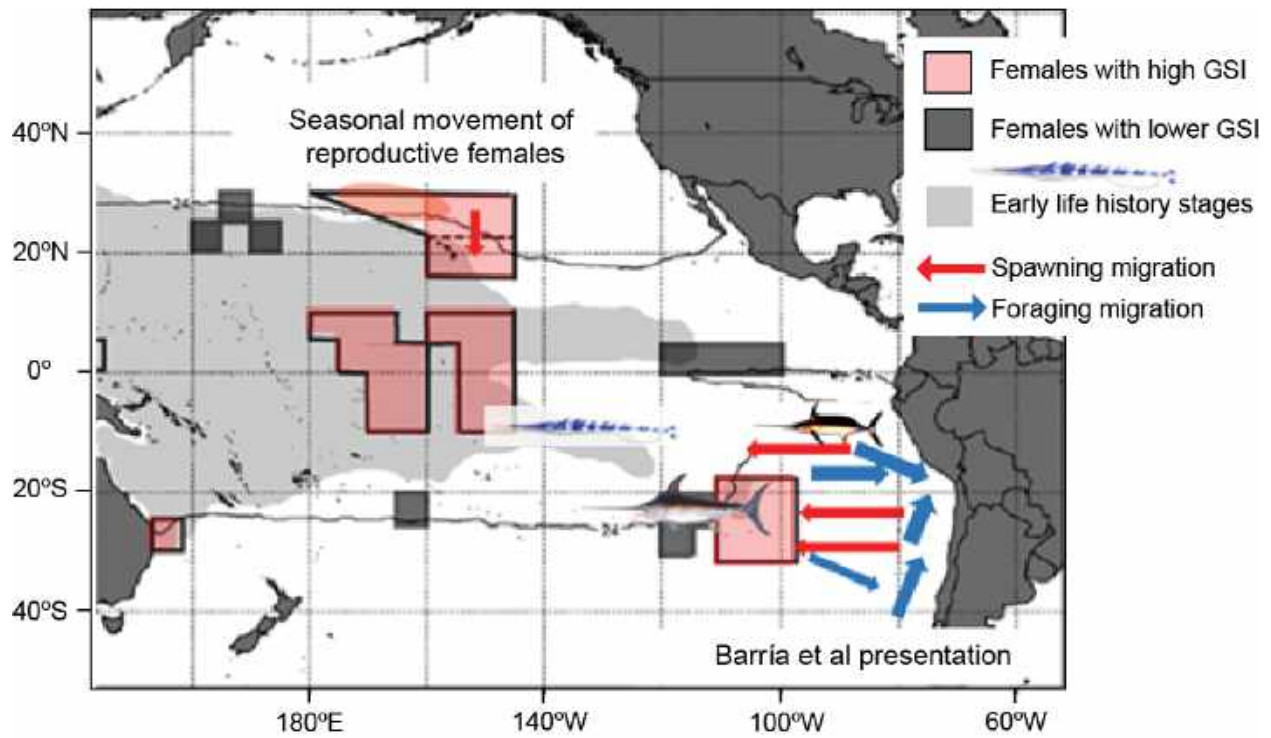 Females with high GSI
Females with lower GSI
Early life history stages
Spawning migration
Foraging migration
Seasonal movement of
reproductive females
40ºN
20ºN
0º
20ºS
40ºS
24
24
24
Barría et al presentation
180ºE
140ºW
100ºW
60ºW